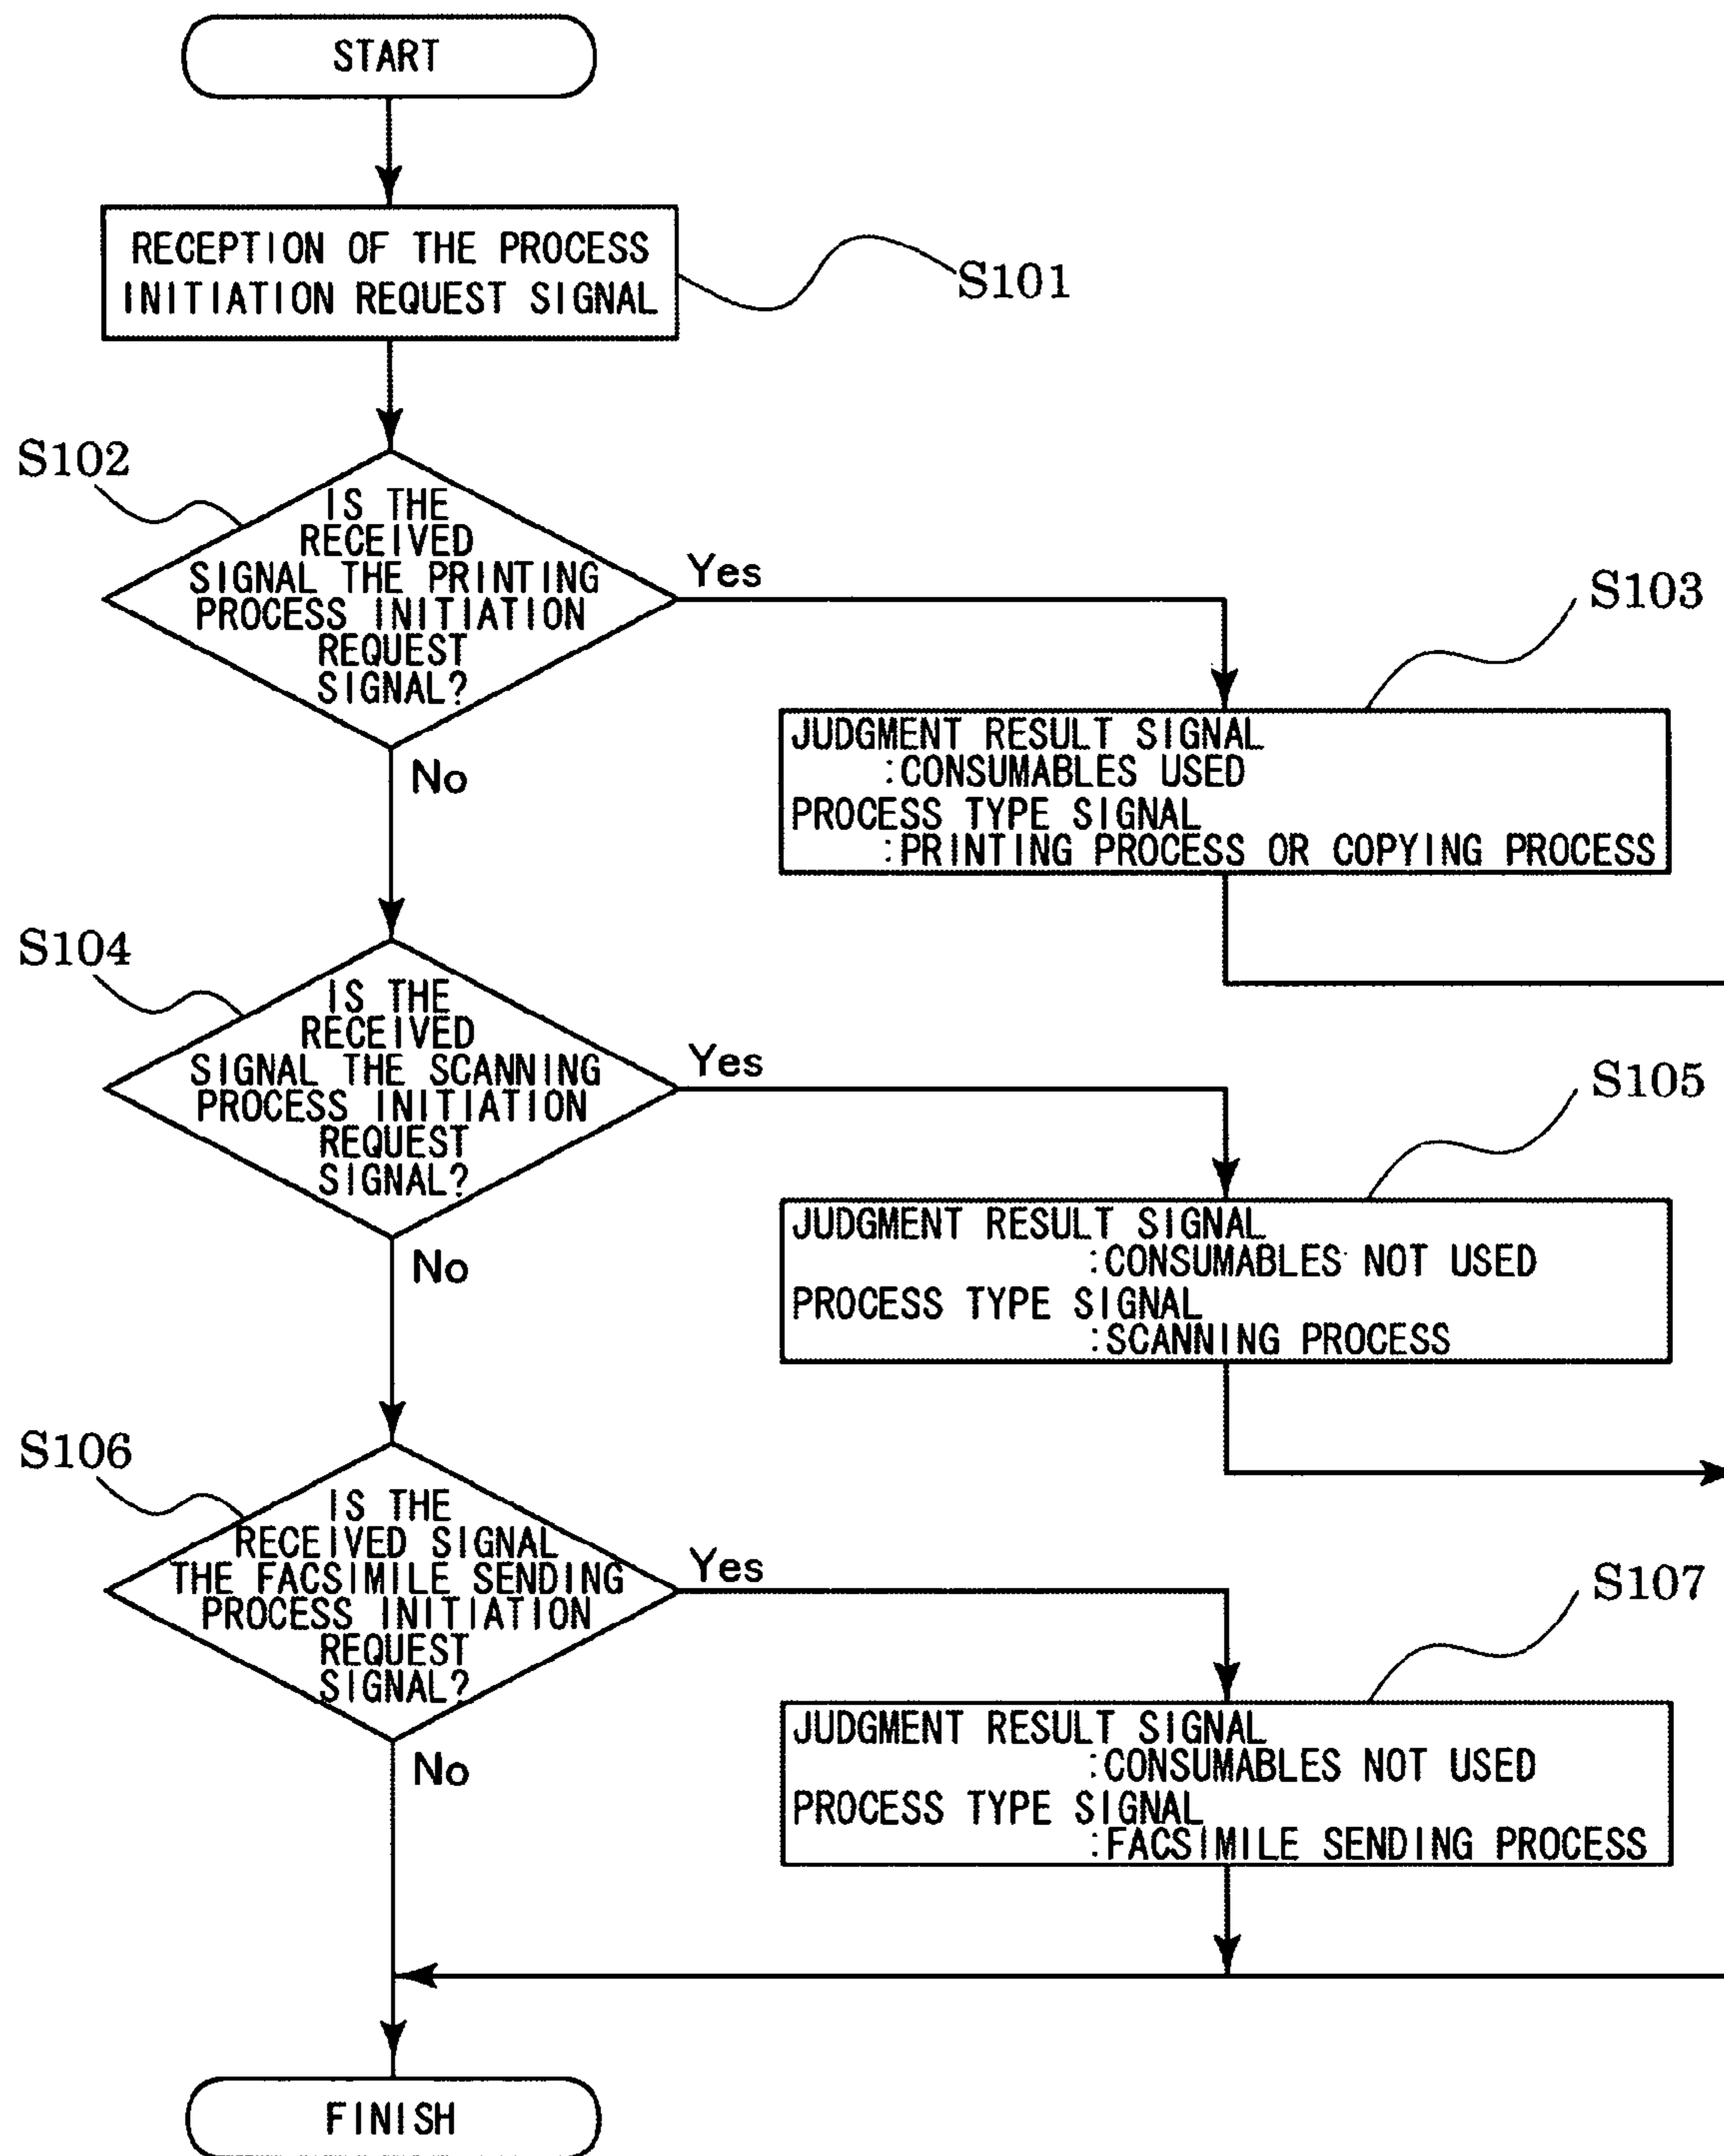 START
RECEPTION OF THE PROCESS
INITIATION REQUEST SIGNAL
S101
S102
IS THE
RECEIVED
SIGNAL THE PRINTING
PROCESS INITIATION
REQUEST
SIGNAL?
Yes
No
S103
JUDGMENT RESULT SIGNAL
:CONSUMABLES USED
PROCESS TYPE SIGNAL
:PRINTING PROCESS OR COPYING PROCESS
S104
IS THE
RECEIVED
SIGNAL THE SCANNING
PROCESS INITIATION
REQUEST
SIGNAL?
Yes
No
S105
JUDGMENT RESULT SIGNAL
:CONSUMABLES NOT USED
PROCESS TYPE SIGNAL
:SCANNING PROCESS
S106
IS THE
RECEIVED SIGNAL
THE FACSIMILE SENDING
PROCESS INITIATION
REQUEST
SIGNAL?
Yes
No
S107
JUDGMENT RESULT SIGNAL
:CONSUMABLES NOT USED
PROCESS TYPE SIGNAL
:FACSIMILE SENDING PROCESS
FINISH